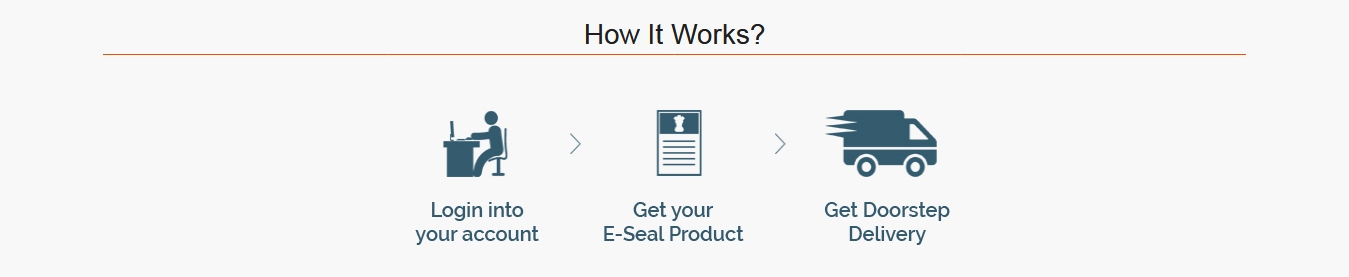 How It Works?
Login into
your account
Get your
E-Seal Product
Get Doorstep
Delivery